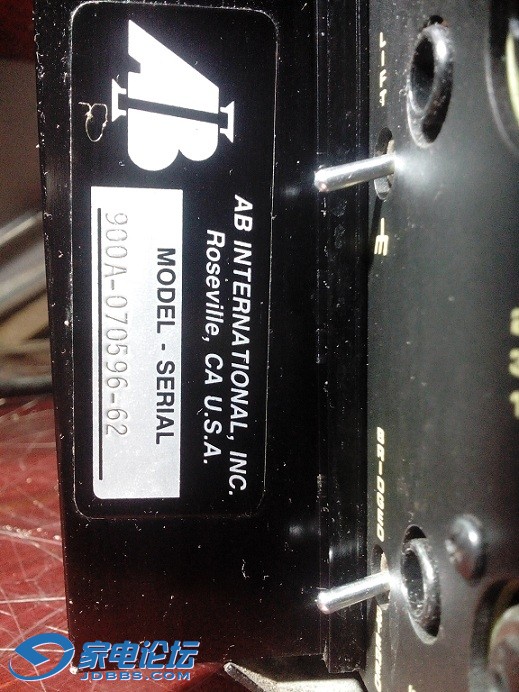 AB
AB INTERNATIONAL, INC.
Roseville, CA U.S.A.
MODEL - SERIAL
900A-070596-62
家电论坛
JDBBS.COM